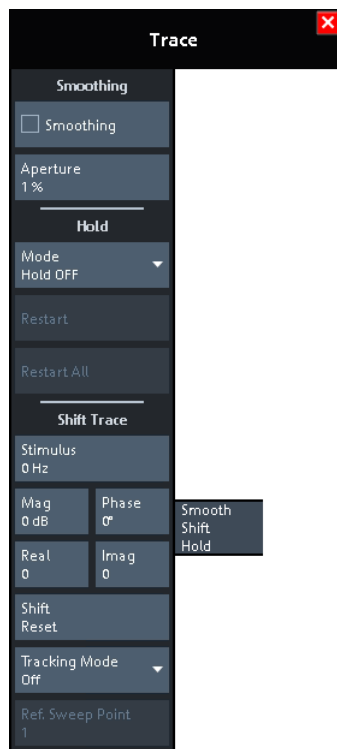 Trace
Smoothing
Smoothing
Aperture
1 %
Hold
Mode
Hold OFF
Restart
Restart All
Shift Trace
Stimulus
0 Hz
Mag
0 dB
Phase
0°
Real
0
Imag
0
Shift
Reset
Tracking Mode
Off
Ref. Sweep Point
1
Smooth
Shift
Hold